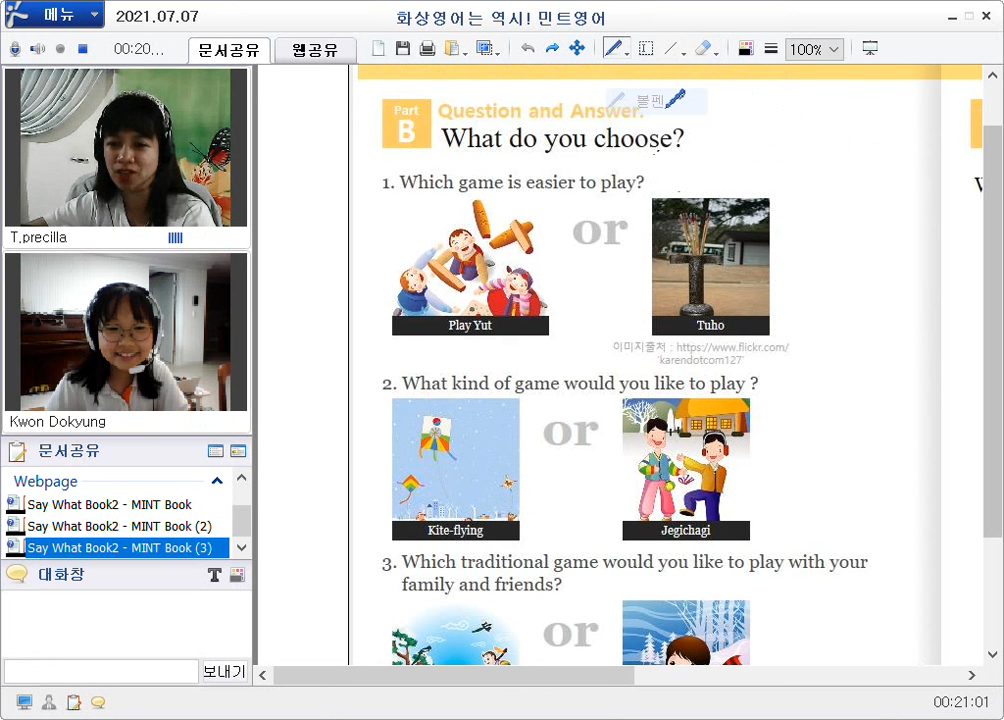 메뉴
2021.07.07
화상영어는 역시! 민트영어
00:20...
문서공유
웹공유
100%
T.precilla
Kwon Dokyung
문서공유
Webpage
Say What Book2 - MINT Book
Say What Book2 - MINT Book (2)
Say What Book2 - MINT Book (3)
대화창
보내기
Part
B
Question and Answer.
볼펜
What do you choose?
1. Which game is easier to play?
or
Play Yut
Tuho
이미지출처 : https://www.flickr.com/
'karendotcom127'
2. What kind of game would you like to play ?
or
Kite-flying
Jegichagi
3. Which traditional game would you like to play with your
family and friends?
or
00:21:01